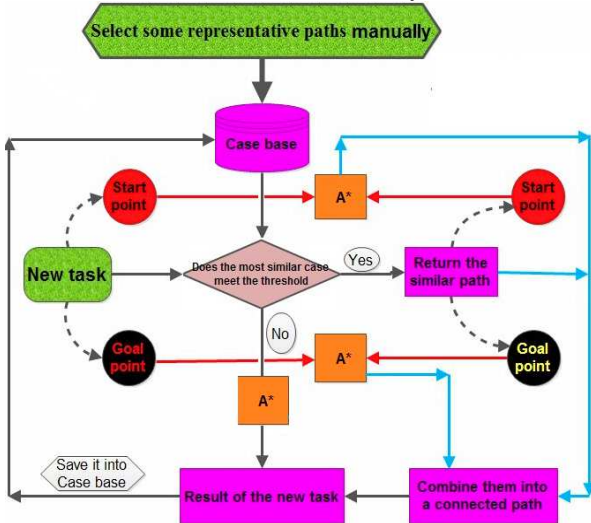 Select some representative paths manually
Case base
Start
point
A*
Start
point
New task
Does the most similar case
meet the threshold
Yes
Return the
similar path
No
Goal
point
A*
Goal
point
A*
Save it into
Case base
Result of the new task
Combine them into
a connected path